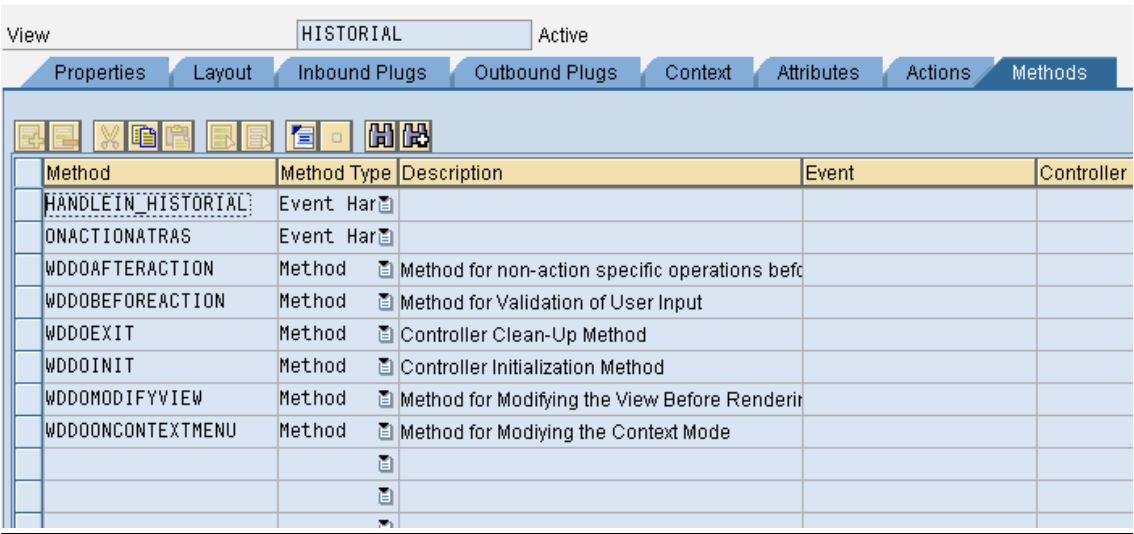 View HISTORIAL Active
Properties Layout Inbound Plugs Outbound Plugs Context Attributes Actions Methods
Method Method Type Description Event Controller
HANDLEIN_HISTORIAL Event Har
ONACTIONATRAS Event Har
WDDOAFTERACTION Method Method for non-action specific operations befo
WDDOBEFOREACTION Method Method for Validation of User Input
WDDOEXIT Method Controller Clean-Up Method
WDDOINIT Method Controller Initialization Method
WDDOMODIFYVIEW Method Method for Modifying the View Before Renderin
WDDOONCONTEXTMENU Method Method for Modiying the Context Mode